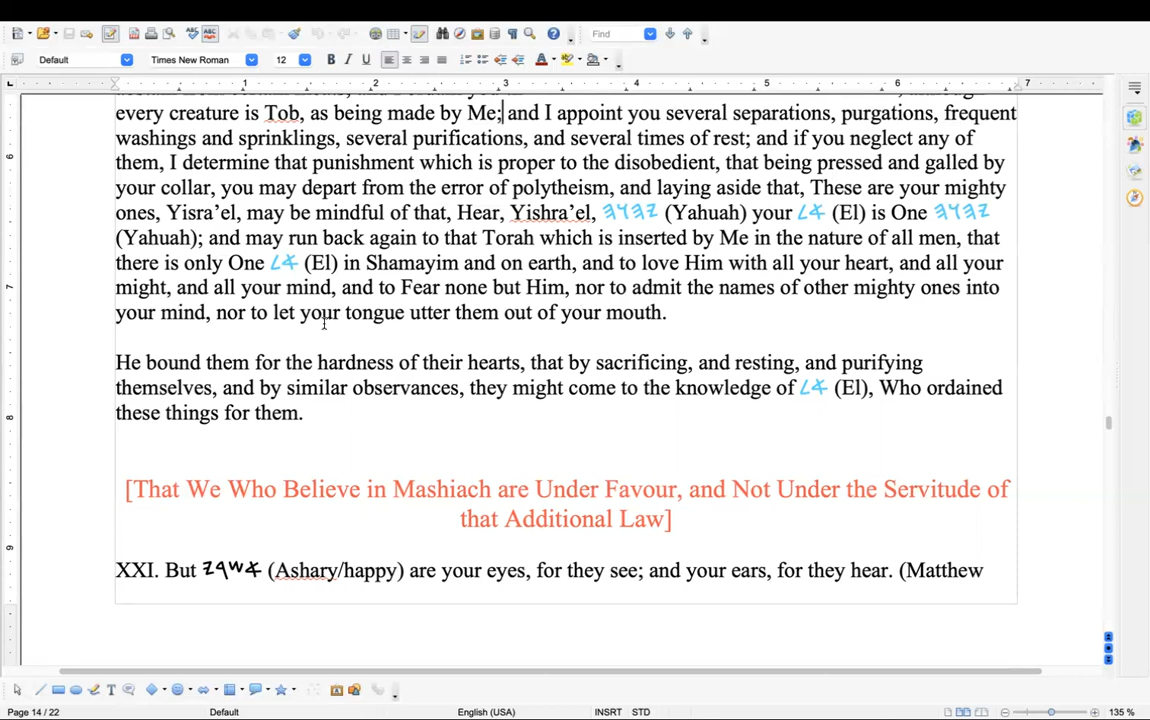 Find
Default
Times New Roman
12
1 2 3 4 5 6 7
every creature is Tob, as being made by Me; and I appoint you several separations, purgations, frequent
washings and sprinklings, several purifications, and several times of rest; and if you neglect any of
them, I determine that punishment which is proper to the disobedient, that being pressed and galled by
your collar, you may depart from the error of polytheism, and laying aside that, These are your mighty
ones, Yisra’el, may be mindful of that, Hear, Yishra’el, 𐤉𐤄𐤅𐤄 (Yahuah) your 𐤀𐤋 (El) is One 𐤉𐤄𐤅𐤄
(Yahuah); and may run back again to that Torah which is inserted by Me in the nature of all men, that
there is only One 𐤀𐤋 (El) in Shamayim and on earth, and to love Him with all your heart, and all your
might, and all your mind, and to Fear none but Him, nor to admit the names of other mighty ones into
your mind, nor to let your tongue utter them out of your mouth.
He bound them for the hardness of their hearts, that by sacrificing, and resting, and purifying
themselves, and by similar observances, they might come to the knowledge of 𐤀𐤋 (El), Who ordained
these things for them.
[That We Who Believe in Mashiach are Under Favour, and Not Under the Servitude of
that Additional Law]
XXI. But 𐤀𐤔𐤓𐤉 (Ashary/happy) are your eyes, for they see; and your ears, for they hear. (Matthew
Page 14 / 22
Default
English (USA)
INSRT
STD
135 %